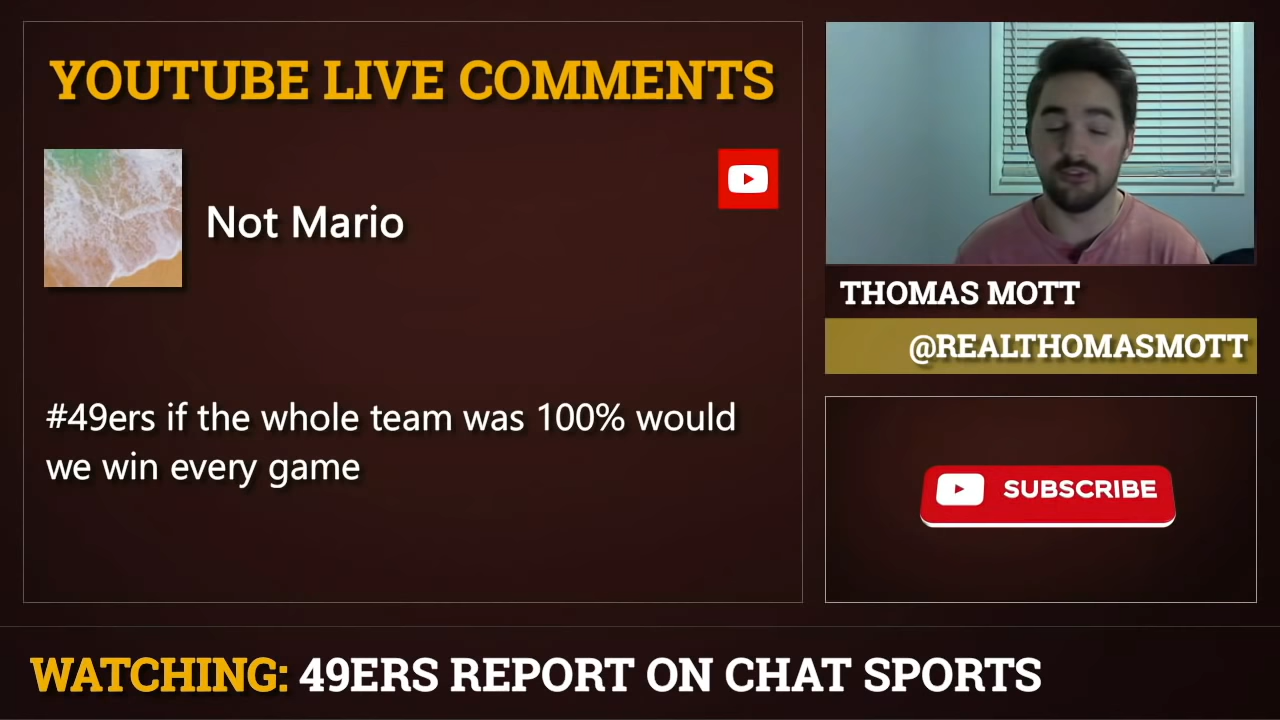 YOUTUBE LIVE COMMENTS
Not Mario
#49ers if the whole team was 100% would
we win every game
THOMAS MOTT
@REALTHOMASMOTT
SUBSCRIBE
WATCHING: 49ERS REPORT ON CHAT SPORTS